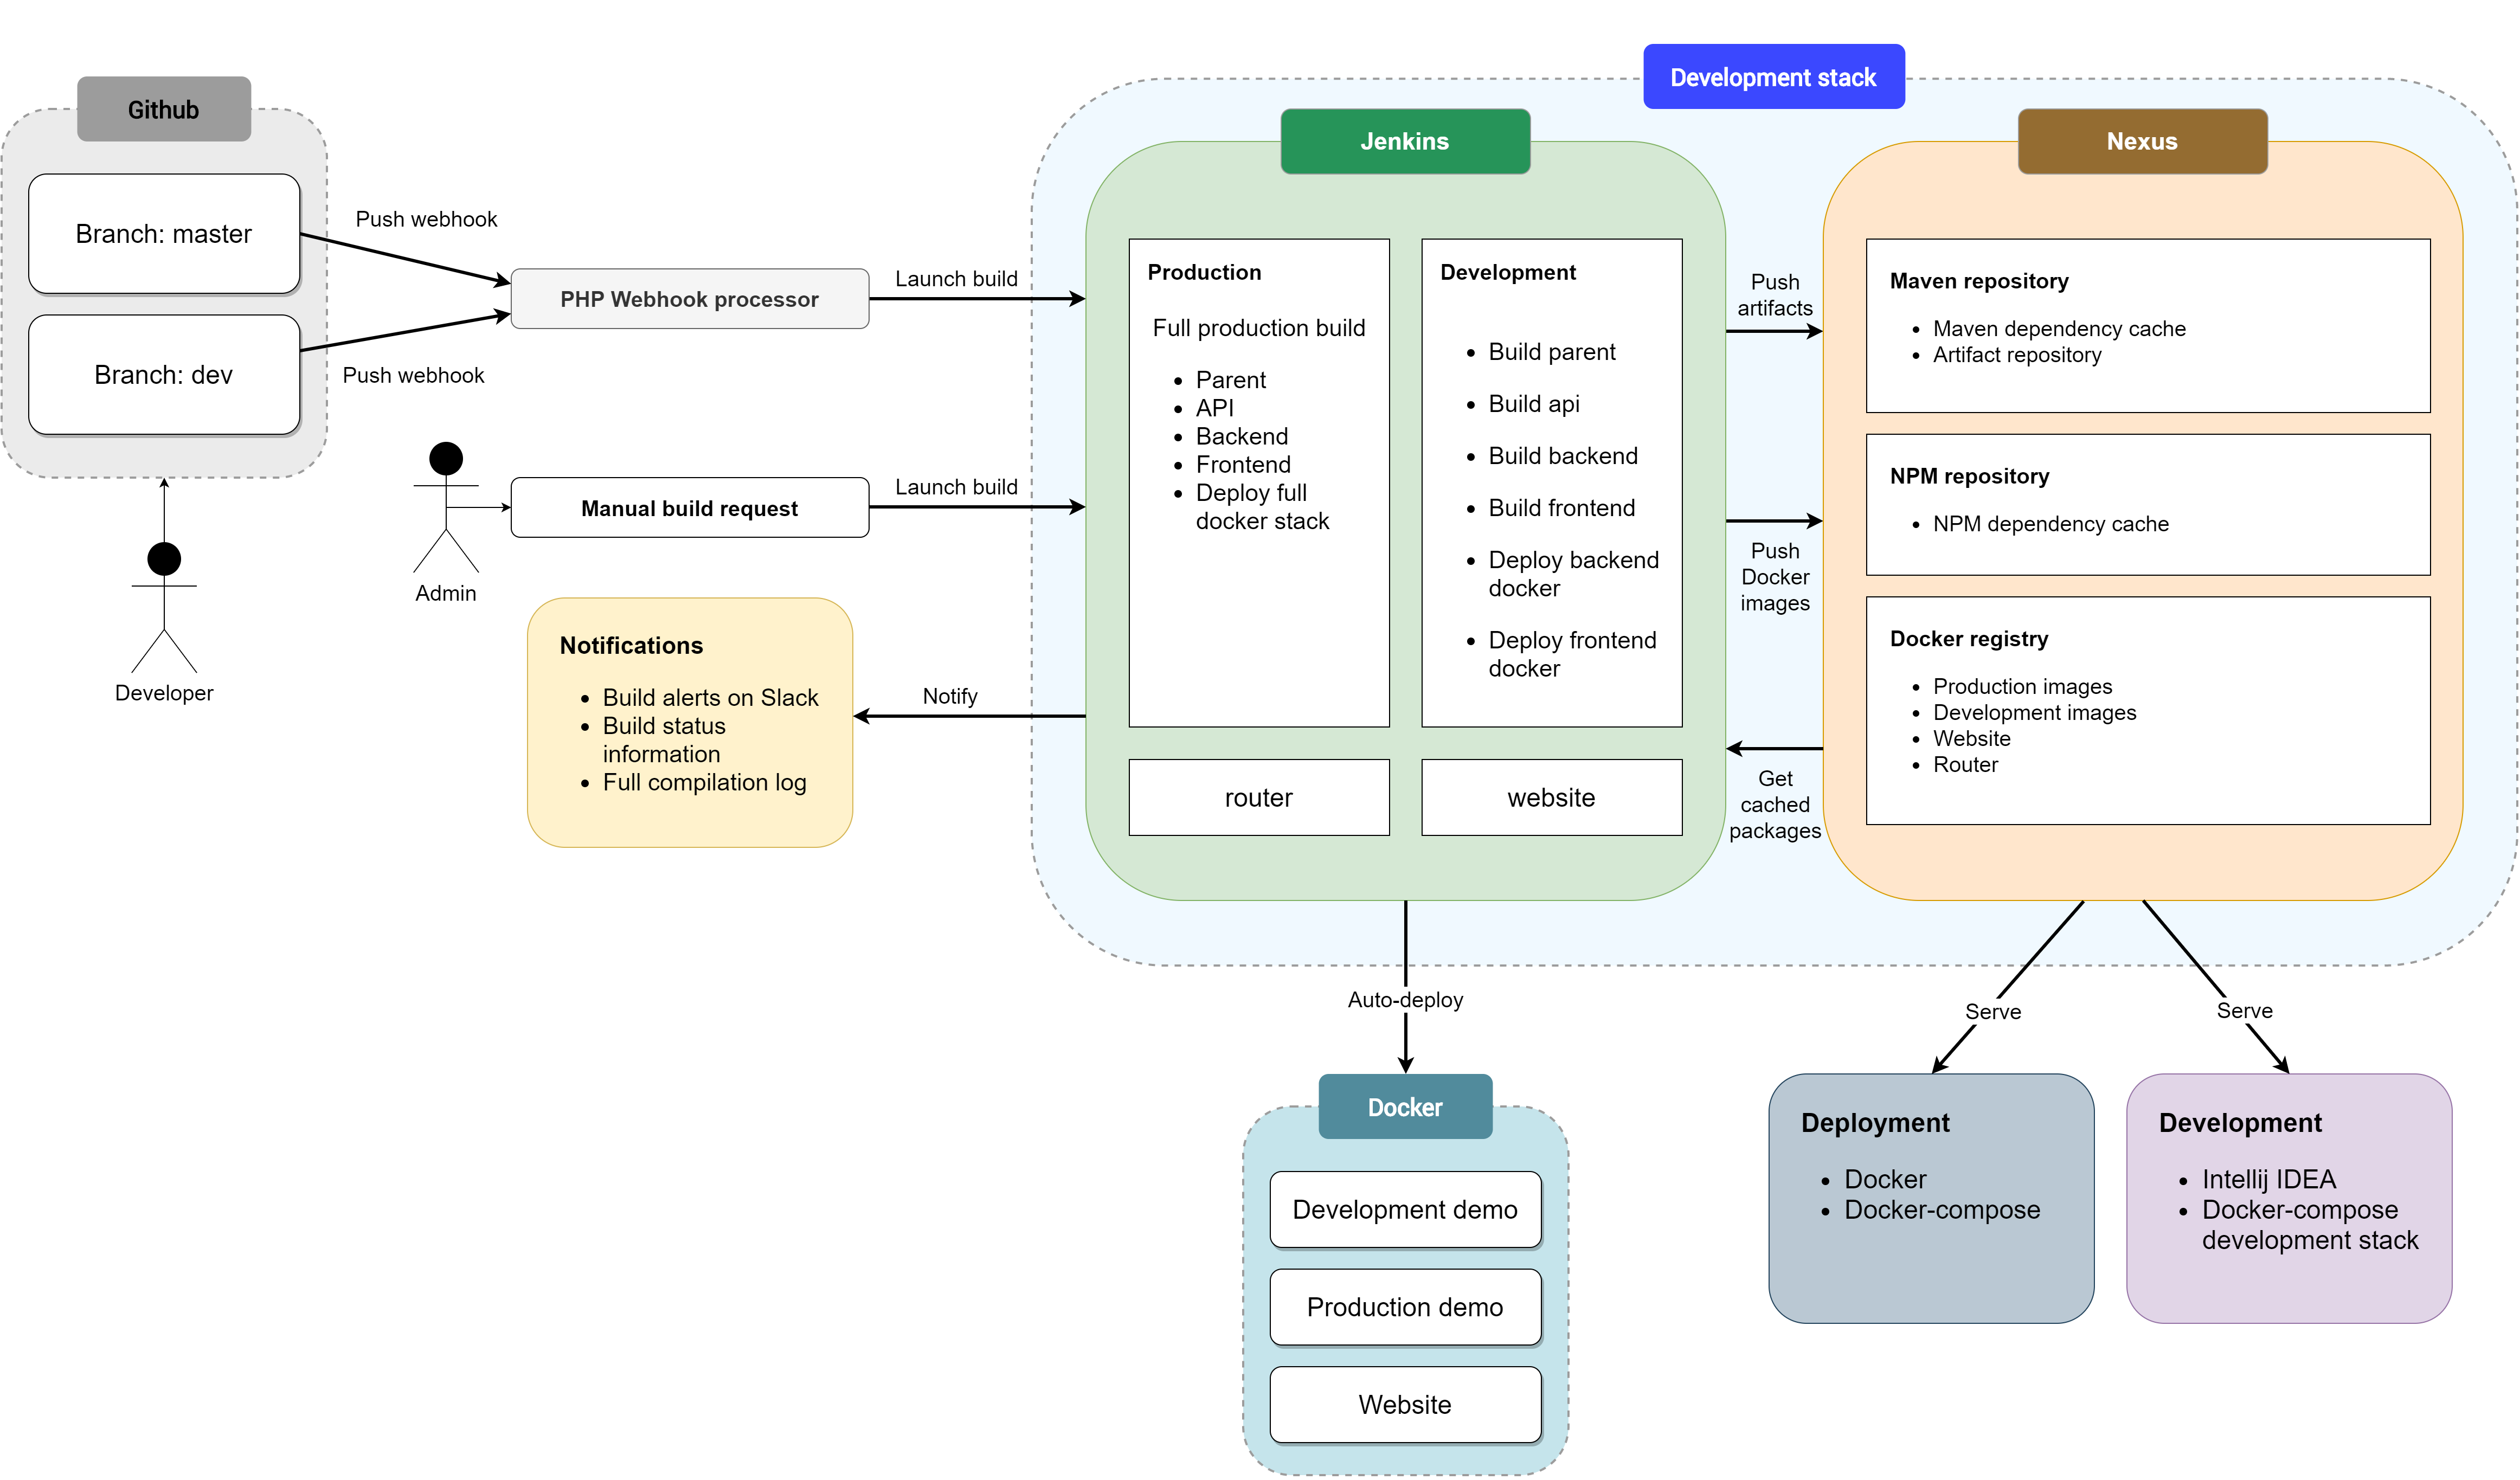 Development stack
Github
Branch: master
Branch: dev
Developer
Push webhook
Push webhook
PHP Webhook processor
Launch build
Admin
Manual build request
Launch build
Notifications
Build alerts on Slack
Build status
information
Full compilation log
Notify
Jenkins
Production
Full production build
Parent
API
Backend
Frontend
Deploy full
docker stack
Development
Build parent
Build api
Build backend
Build frontend
Deploy backend
docker
Deploy frontend
docker
router
website
Push
artifacts
Push
Docker
images
Get
cached
packages
Nexus
Maven repository
Maven dependency cache
Artifact repository
NPM repository
NPM dependency cache
Docker registry
Production images
Development images
Website
Router
Auto-deploy
Docker
Development demo
Production demo
Website
Serve
Serve
Deployment
Docker
Docker-compose
Development
Intellij IDEA
Docker-compose
development stack